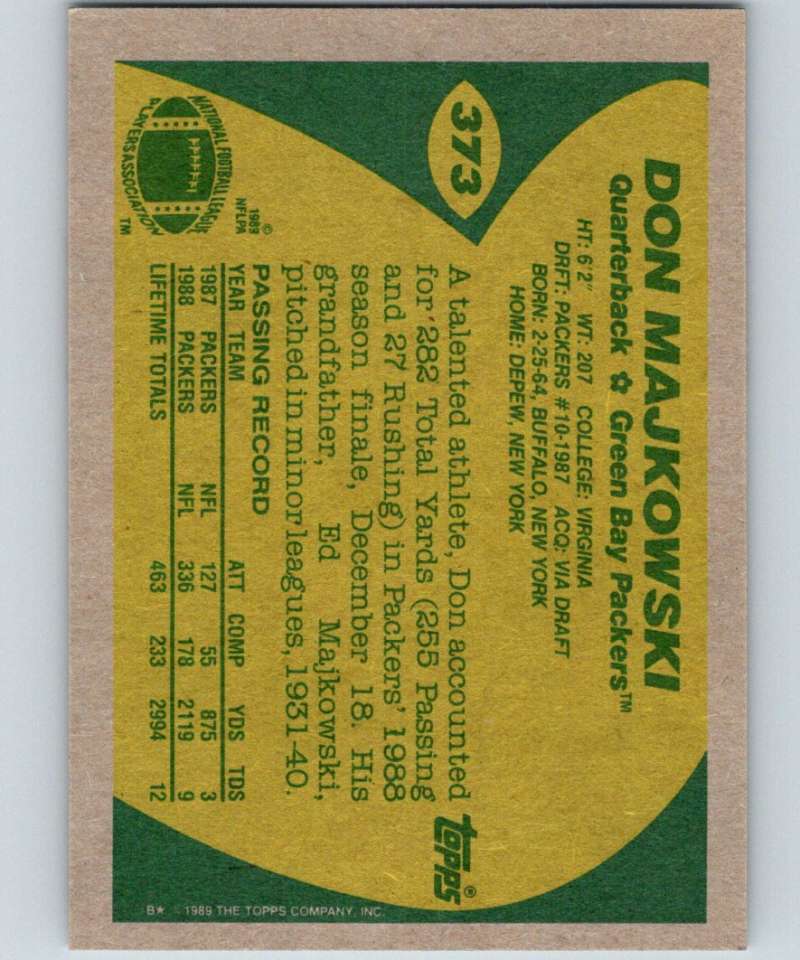 373
DON MAJKOWSKI
Quarterback ✩ Green Bay Packers™
HT: 6'2" WT: 207 COLLEGE: VIRGINIA
DRFT: PACKERS #10-1987 ACQ: VIA DRAFT
BORN: 2-25-64, BUFFALO, NEW YORK
HOME: DEPEW, NEW YORK
A talented athlete, Don accounted
for 282 Total Yards (255 Passing
and 27 Rushing) in Packers' 1988
season finale, December 18. His
grandfather, Ed Majkowski,
pitched in minor leagues, 1931-40.
NATIONAL FOOTBALL LEAGUE
PLAYERS ASSOCIATION
™
©
1989
NFLPA
PASSING RECORD
YEAR TEAM ATT COMP YDS TDS
1987 PACKERS NFL 127 55 875 3
1988 PACKERS NFL 336 178 2119 9
LIFETIME TOTALS 463 233 2994 12
topps®
B★ 1989 THE TOPPS COMPANY, INC.